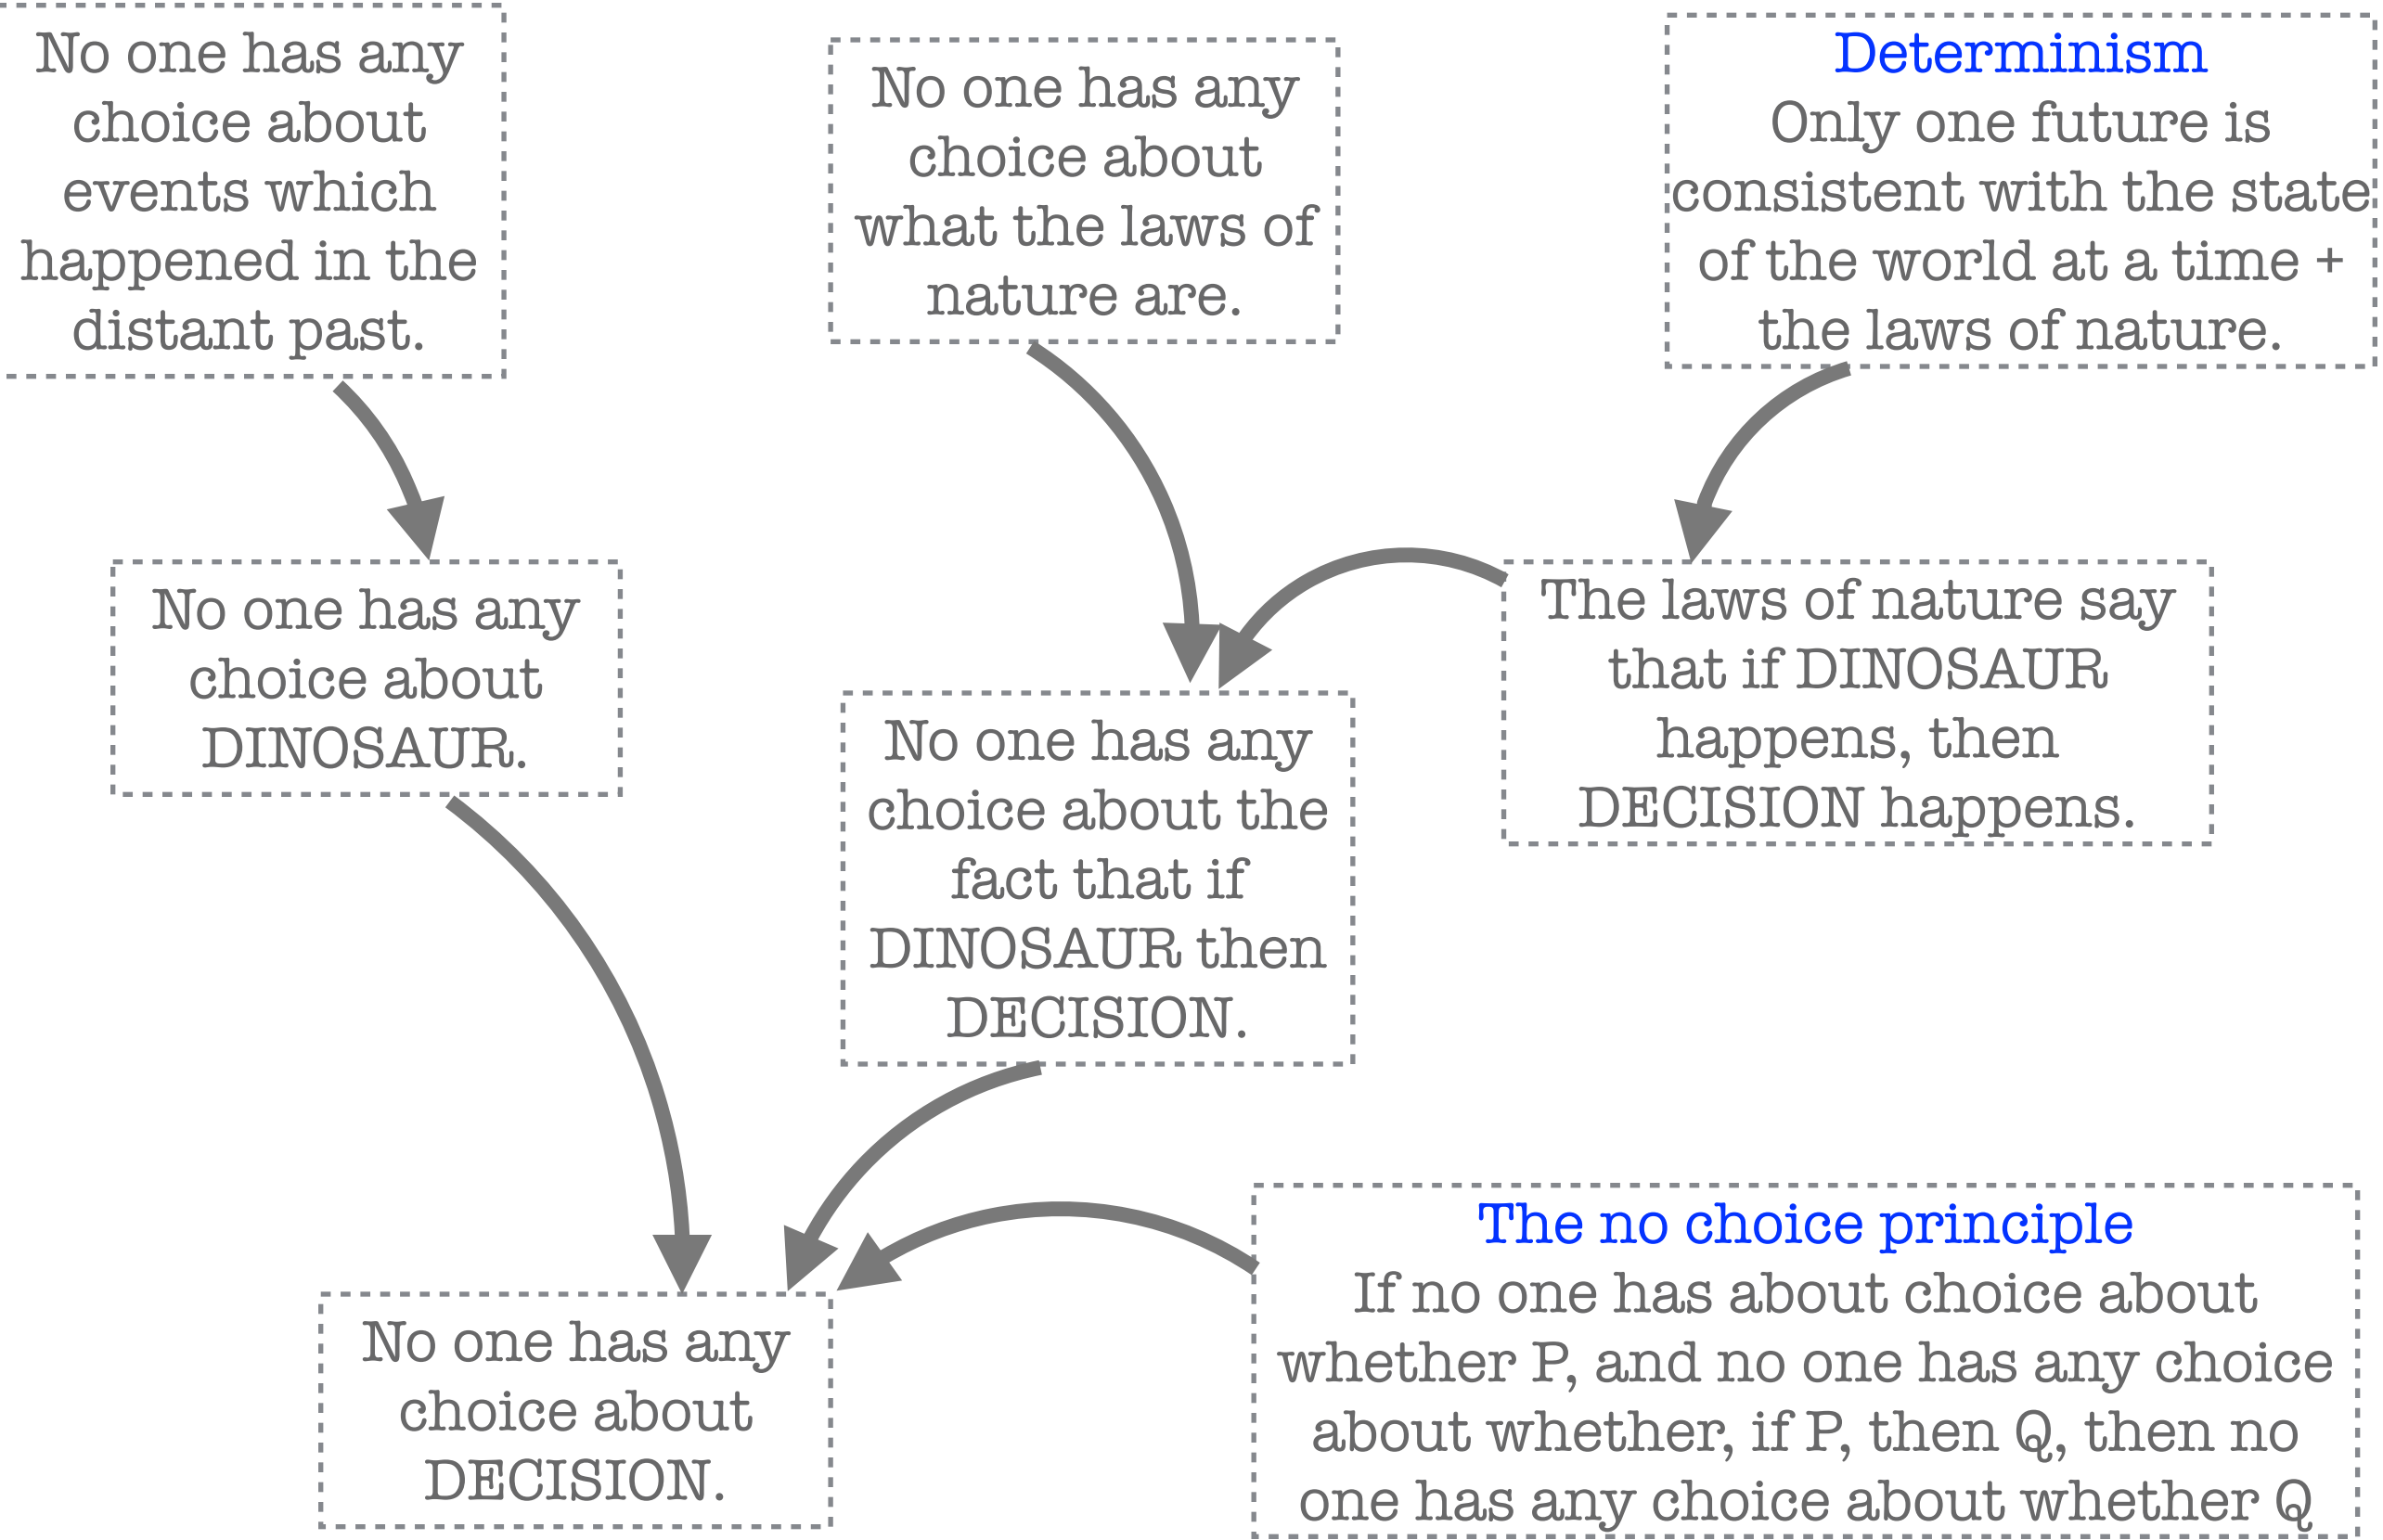 No one has any
choice about
events which
happened in the
distant past.
No one has any
choice about
what the laws of
nature are.
Determinism
Only one future is
consistent with the state
of the world at a time +
the laws of nature.
No one has any
choice about
DINOSAUR.
No one has any
choice about the
fact that if
DINOSAUR then
DECISION.
The laws of nature say
that if DINOSAUR
happens, then
DECISION happens.
No one has any
choice about
DECISION.
The no choice principle
If no one has about choice about
whether P, and no one has any choice
about whether, if P, then Q, then no
one has any choice about whether Q